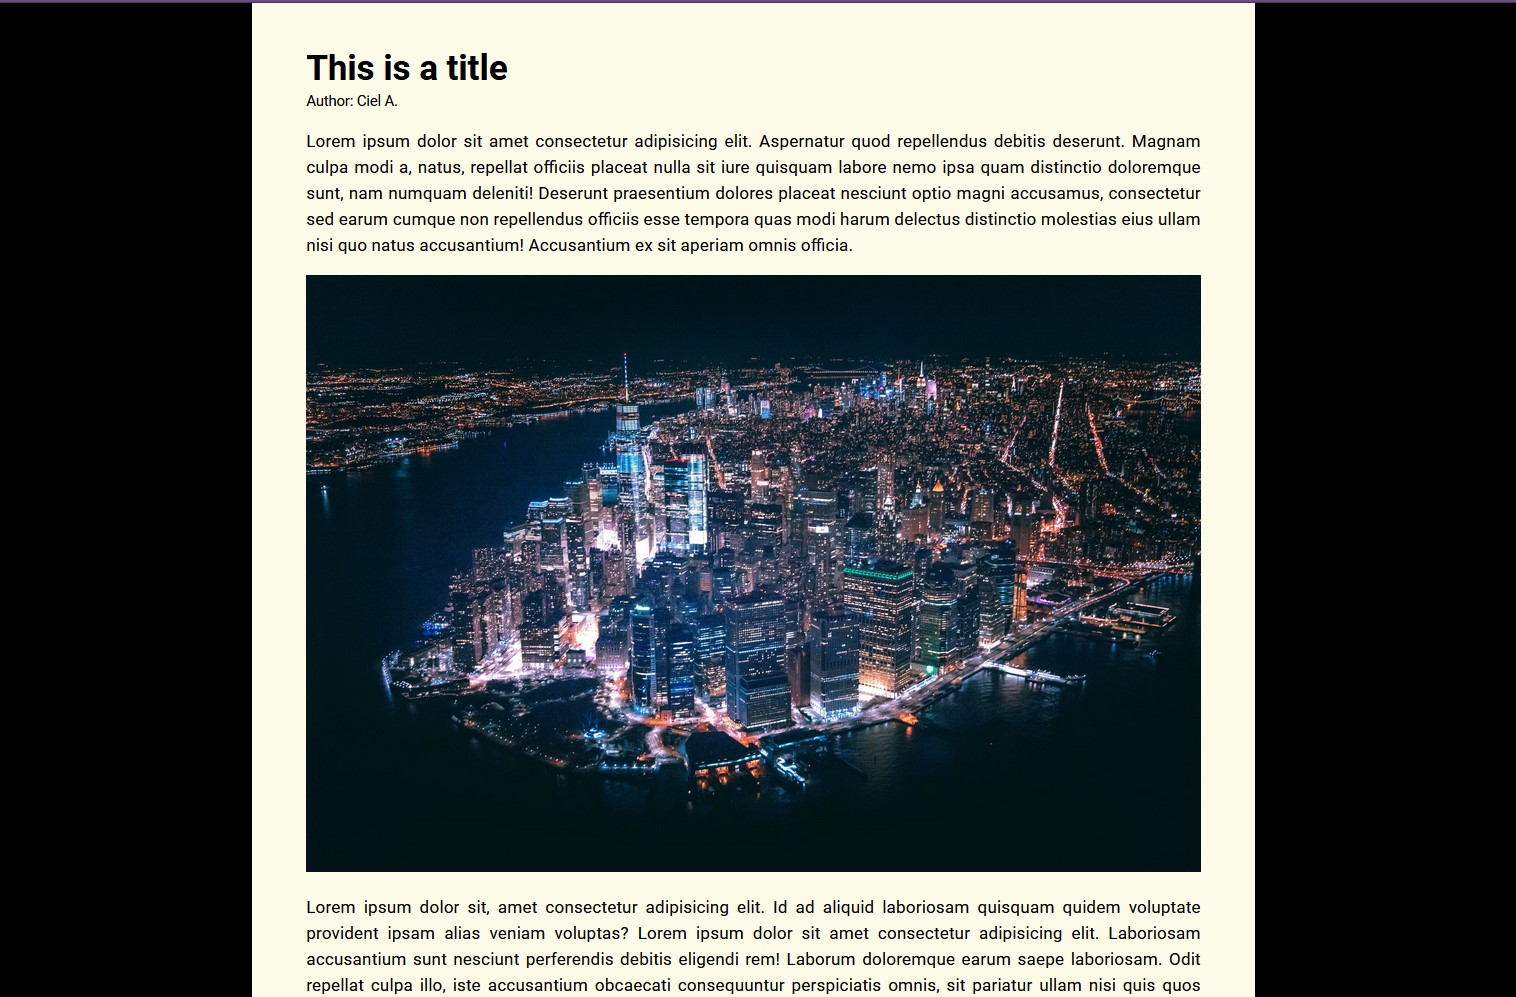 This is a title
Author: Ciel A.
Lorem ipsum dolor sit amet consectetur adipisicing elit. Aspernatur quod repellendus debitis deserunt. Magnam
culpa modi a, natus, repellat officiis placeat nulla sit iure quisquam labore nemo ipsa quam distinctio doloremque
sunt, nam numquam deleniti! Deserunt praesentium dolores placeat nesciunt optio magni accusamus, consectetur
sed earum cumque non repellendus officiis esse tempora quas modi harum delectus distinctio molestias eius ullam
nisi quo natus accusantium! Accusantium ex sit aperiam omnis officia.
Lorem ipsum dolor sit, amet consectetur adipisicing elit. Id ad aliquid laboriosam quisquam quidem voluptate
provident ipsam alias veniam voluptas? Lorem ipsum dolor sit amet consectetur adipisicing elit. Laboriosam
accusantium sunt nesciunt perferendis debitis eligendi rem! Laborum doloremque earum saepe laboriosam. Odit
repellat culpa illo, iste accusantium obcaecati consequuntur perspiciatis omnis, sit pariatur ullam nisi quis quos